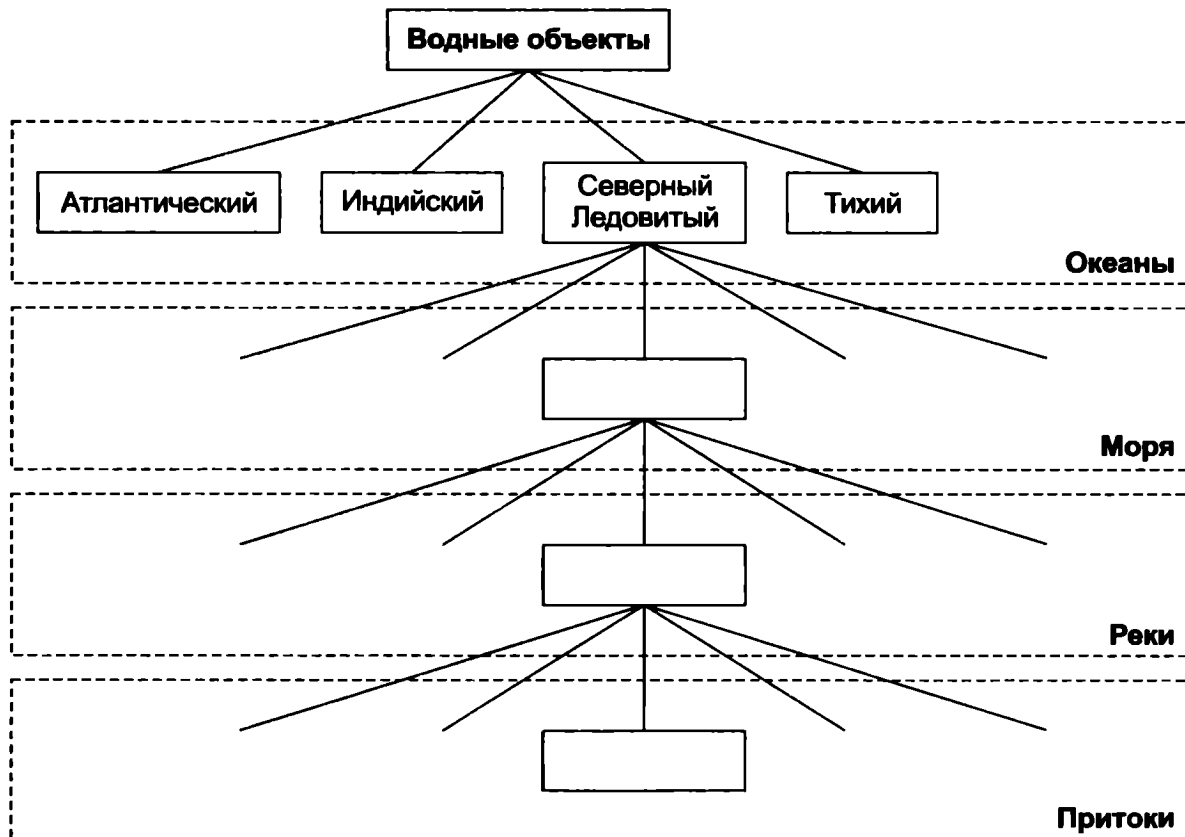 Водные объекты
Атлантический
Индийский
Северный
Ледовитый
Тихий
Океаны
Моря
Реки
Притоки